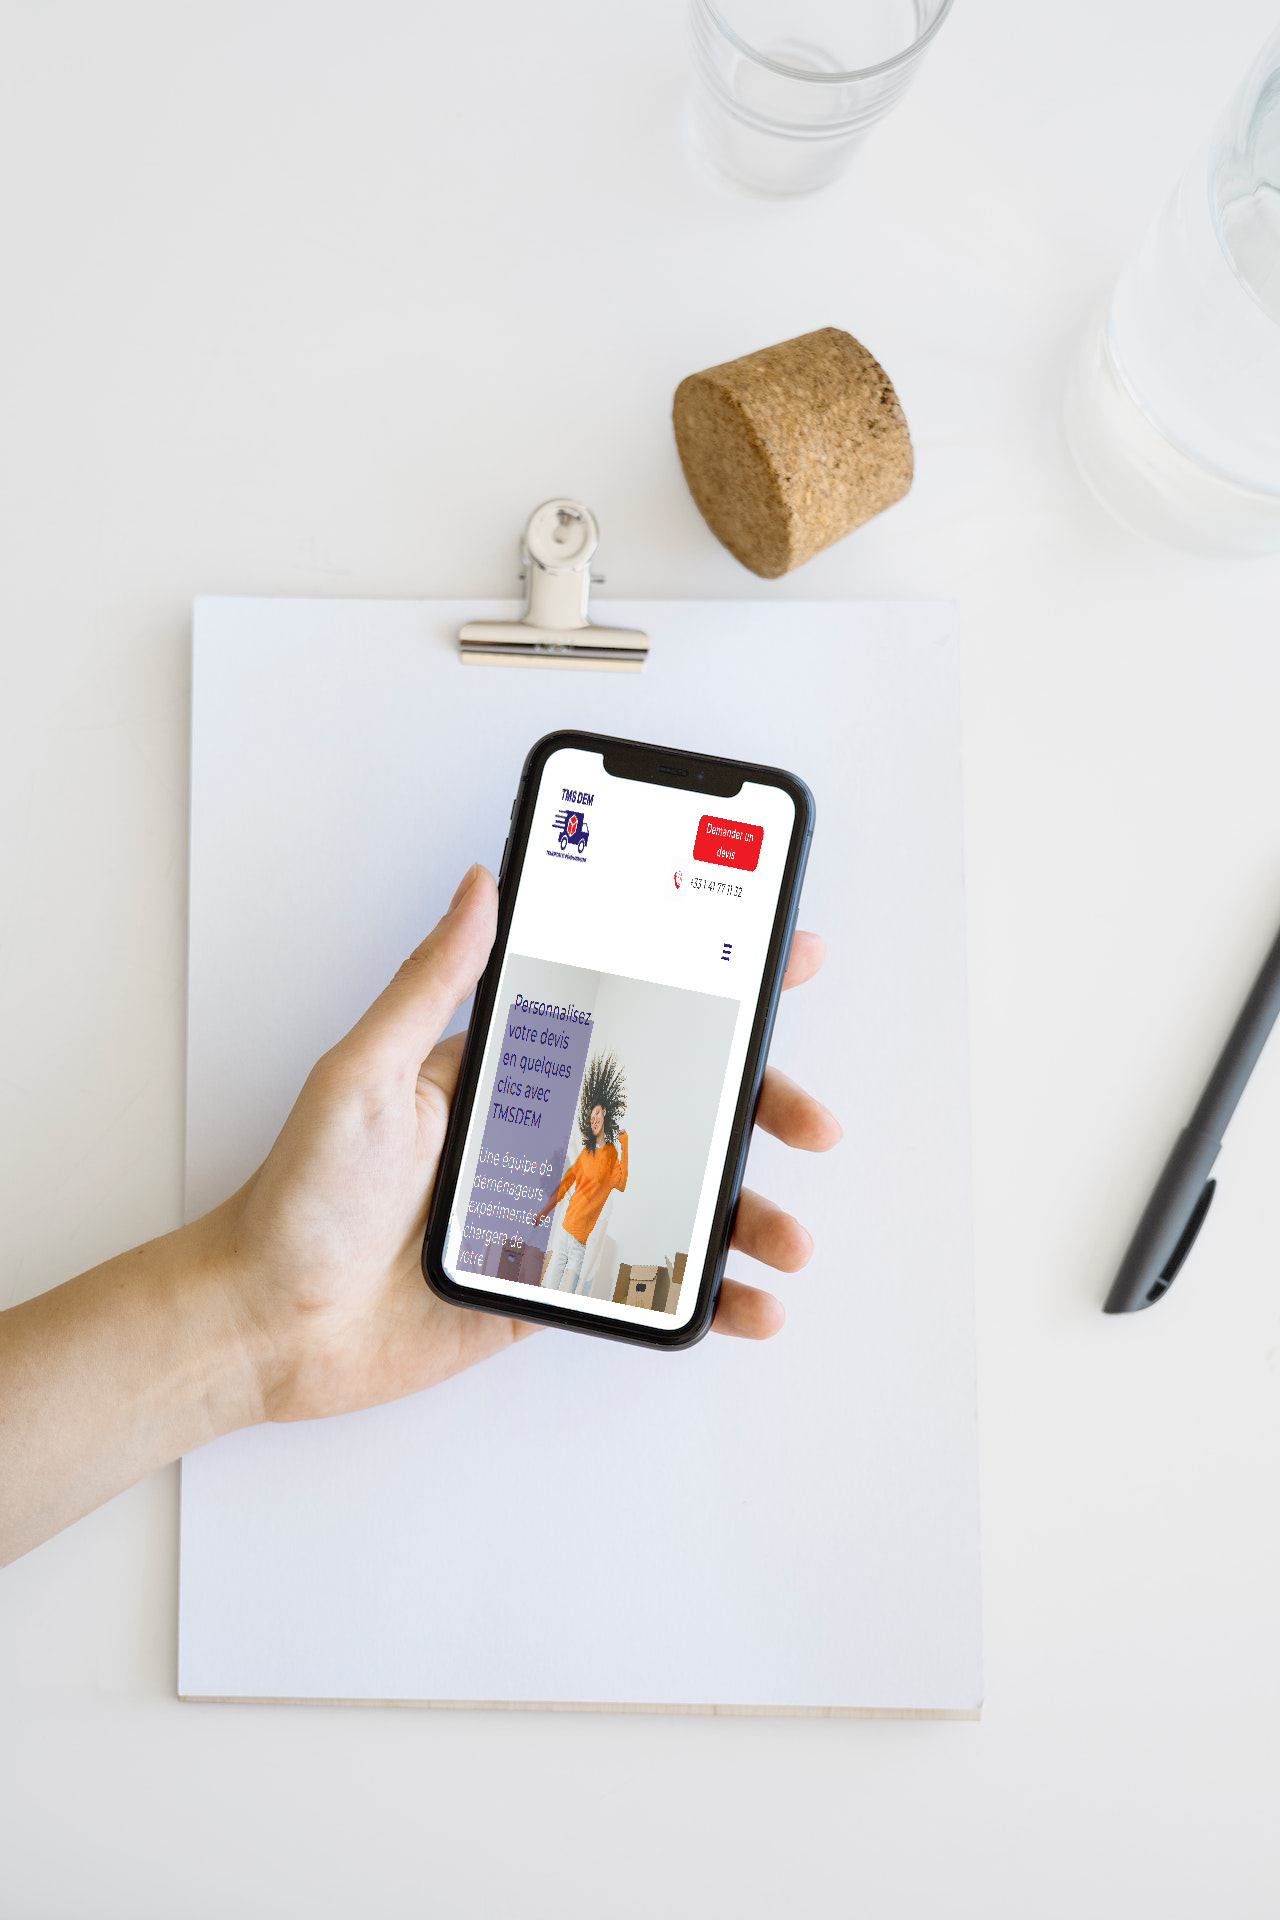 TMS DEM
Demander un
devis
+33 1 41 77 11 32
Personnalisez
votre devis
en quelques
clics avec
TMSDEM
Une équipe de
déménageurs
expérimentés se
chargera de
votre